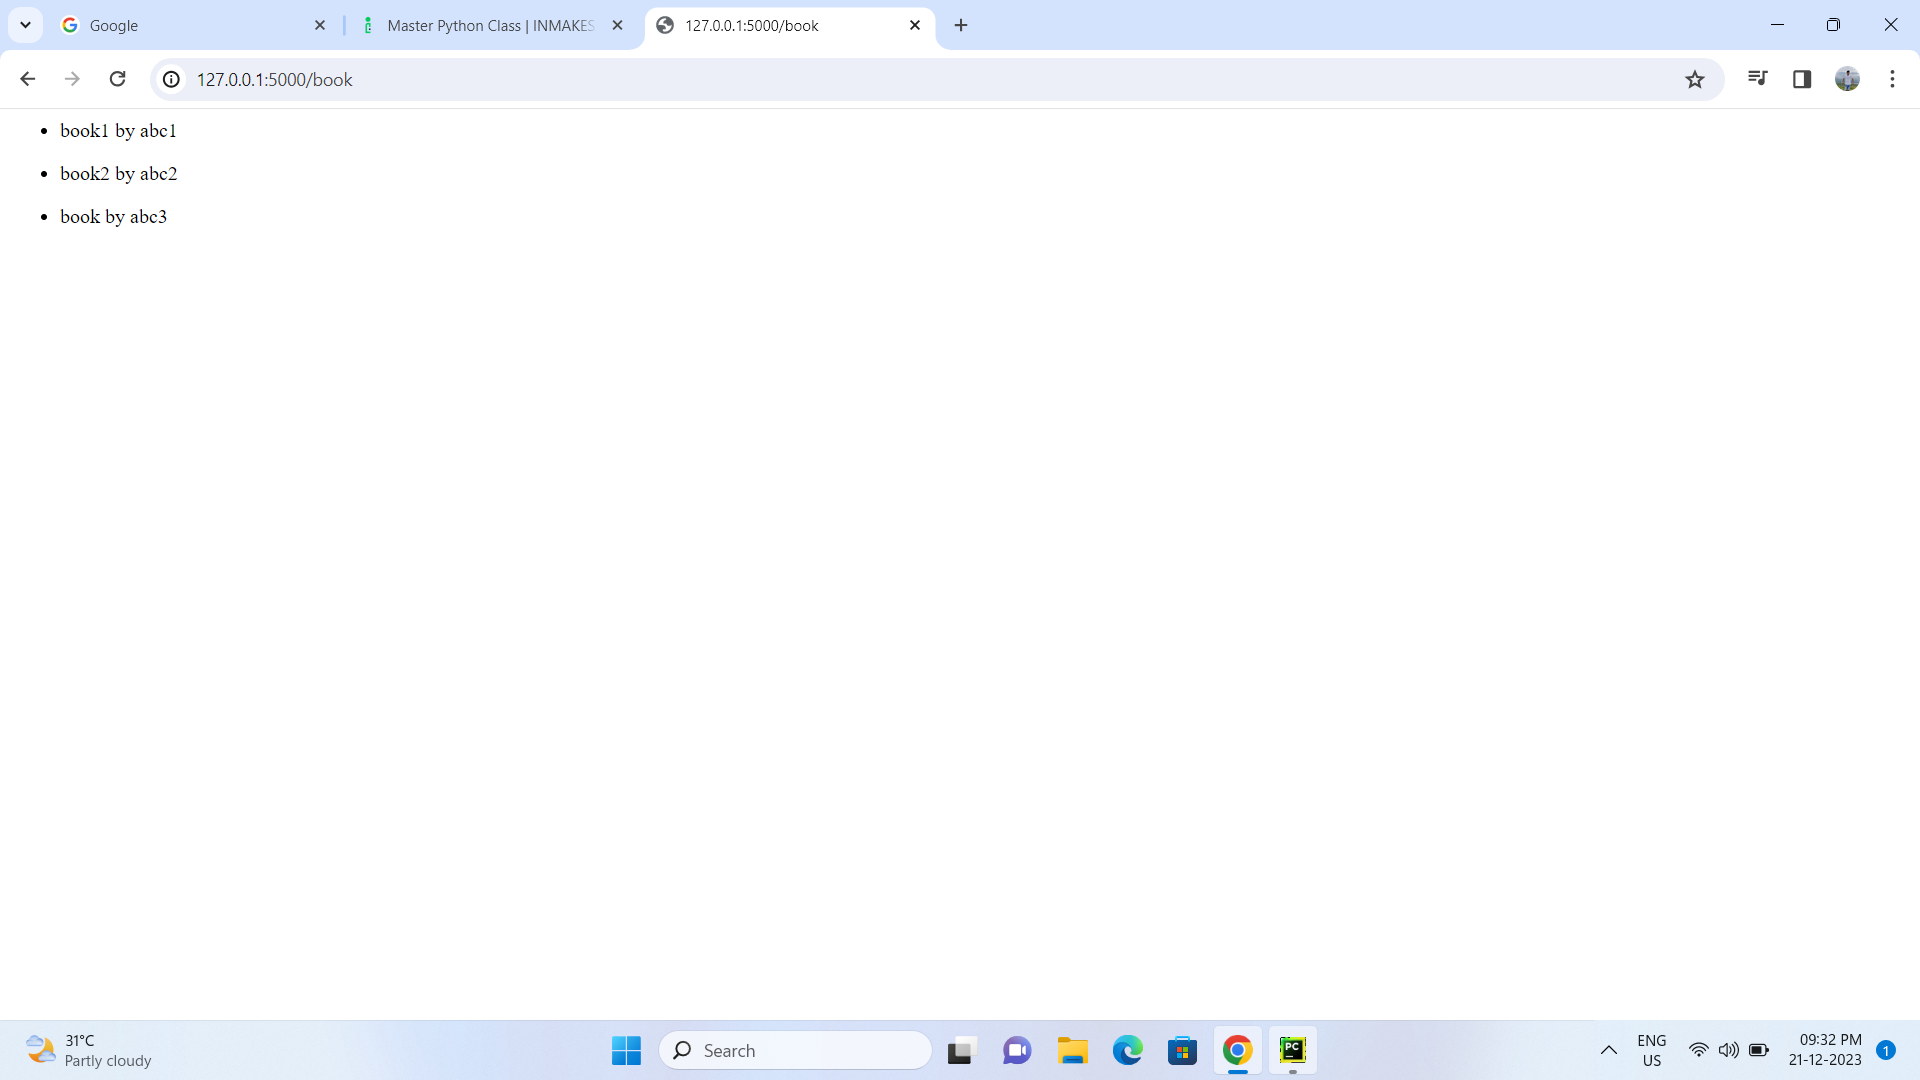 Google
Master Python Class | INMAKES
127.0.0.1:5000/book
127.0.0.1:5000/book
• book1 by abc1
• book2 by abc2
• book by abc3
31°C
Partly cloudy
Search
PC
ENG
US
09:32 PM
21-12-2023
1